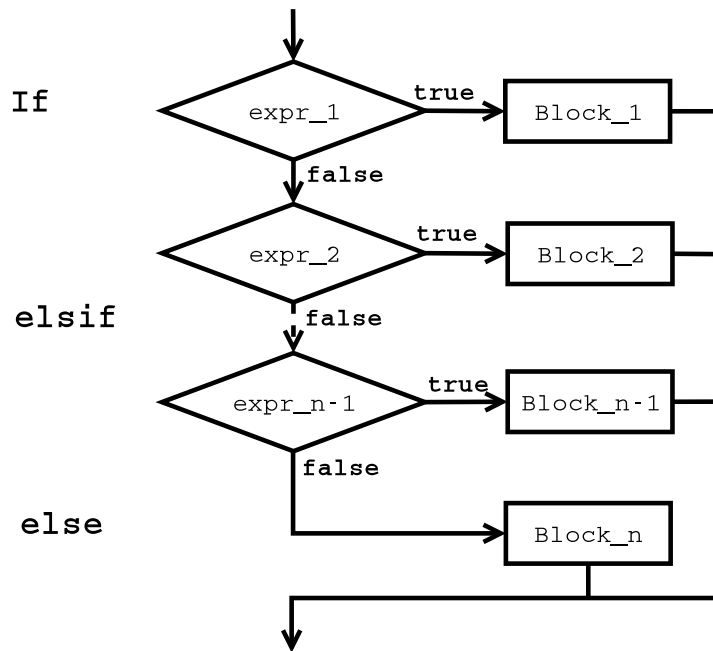 If
expr_1
true
Block_1
false
expr_2
true
Block_2
elsif
false
expr_n-1
true
Block_n-1
false
else
Block_n